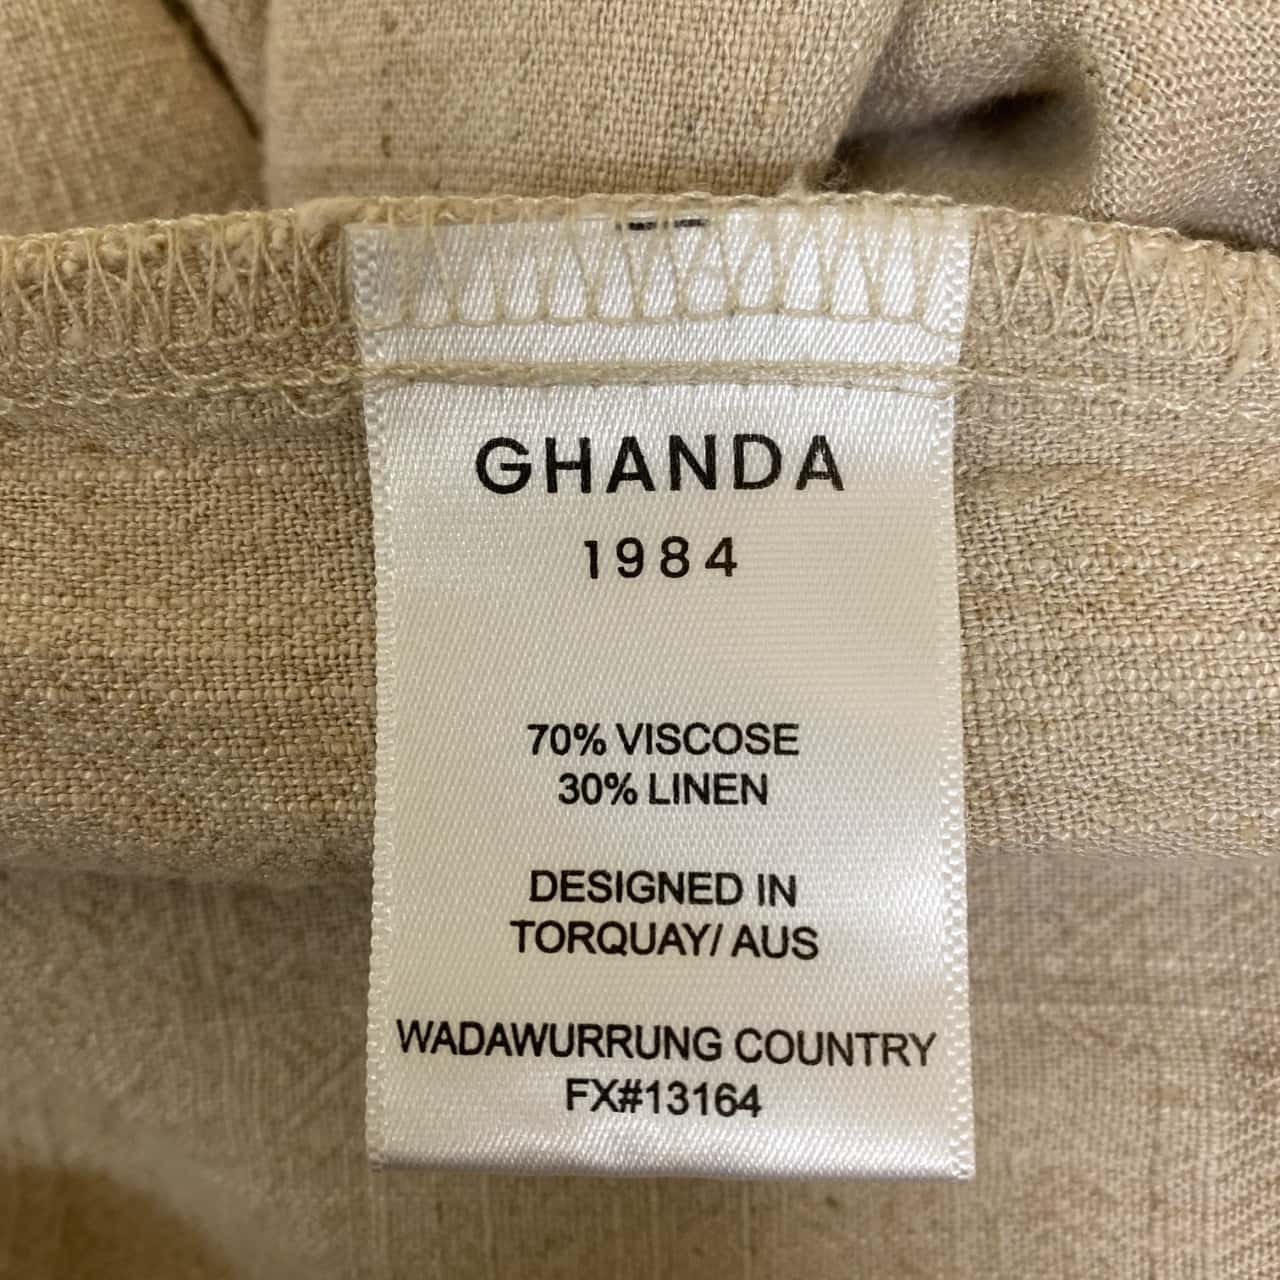 GHANDA
1984
70% VISCOSE
30% LINEN
DESIGNED IN
TORQUAY/ AUS
WADAWURRUNG COUNTRY
FX#13164